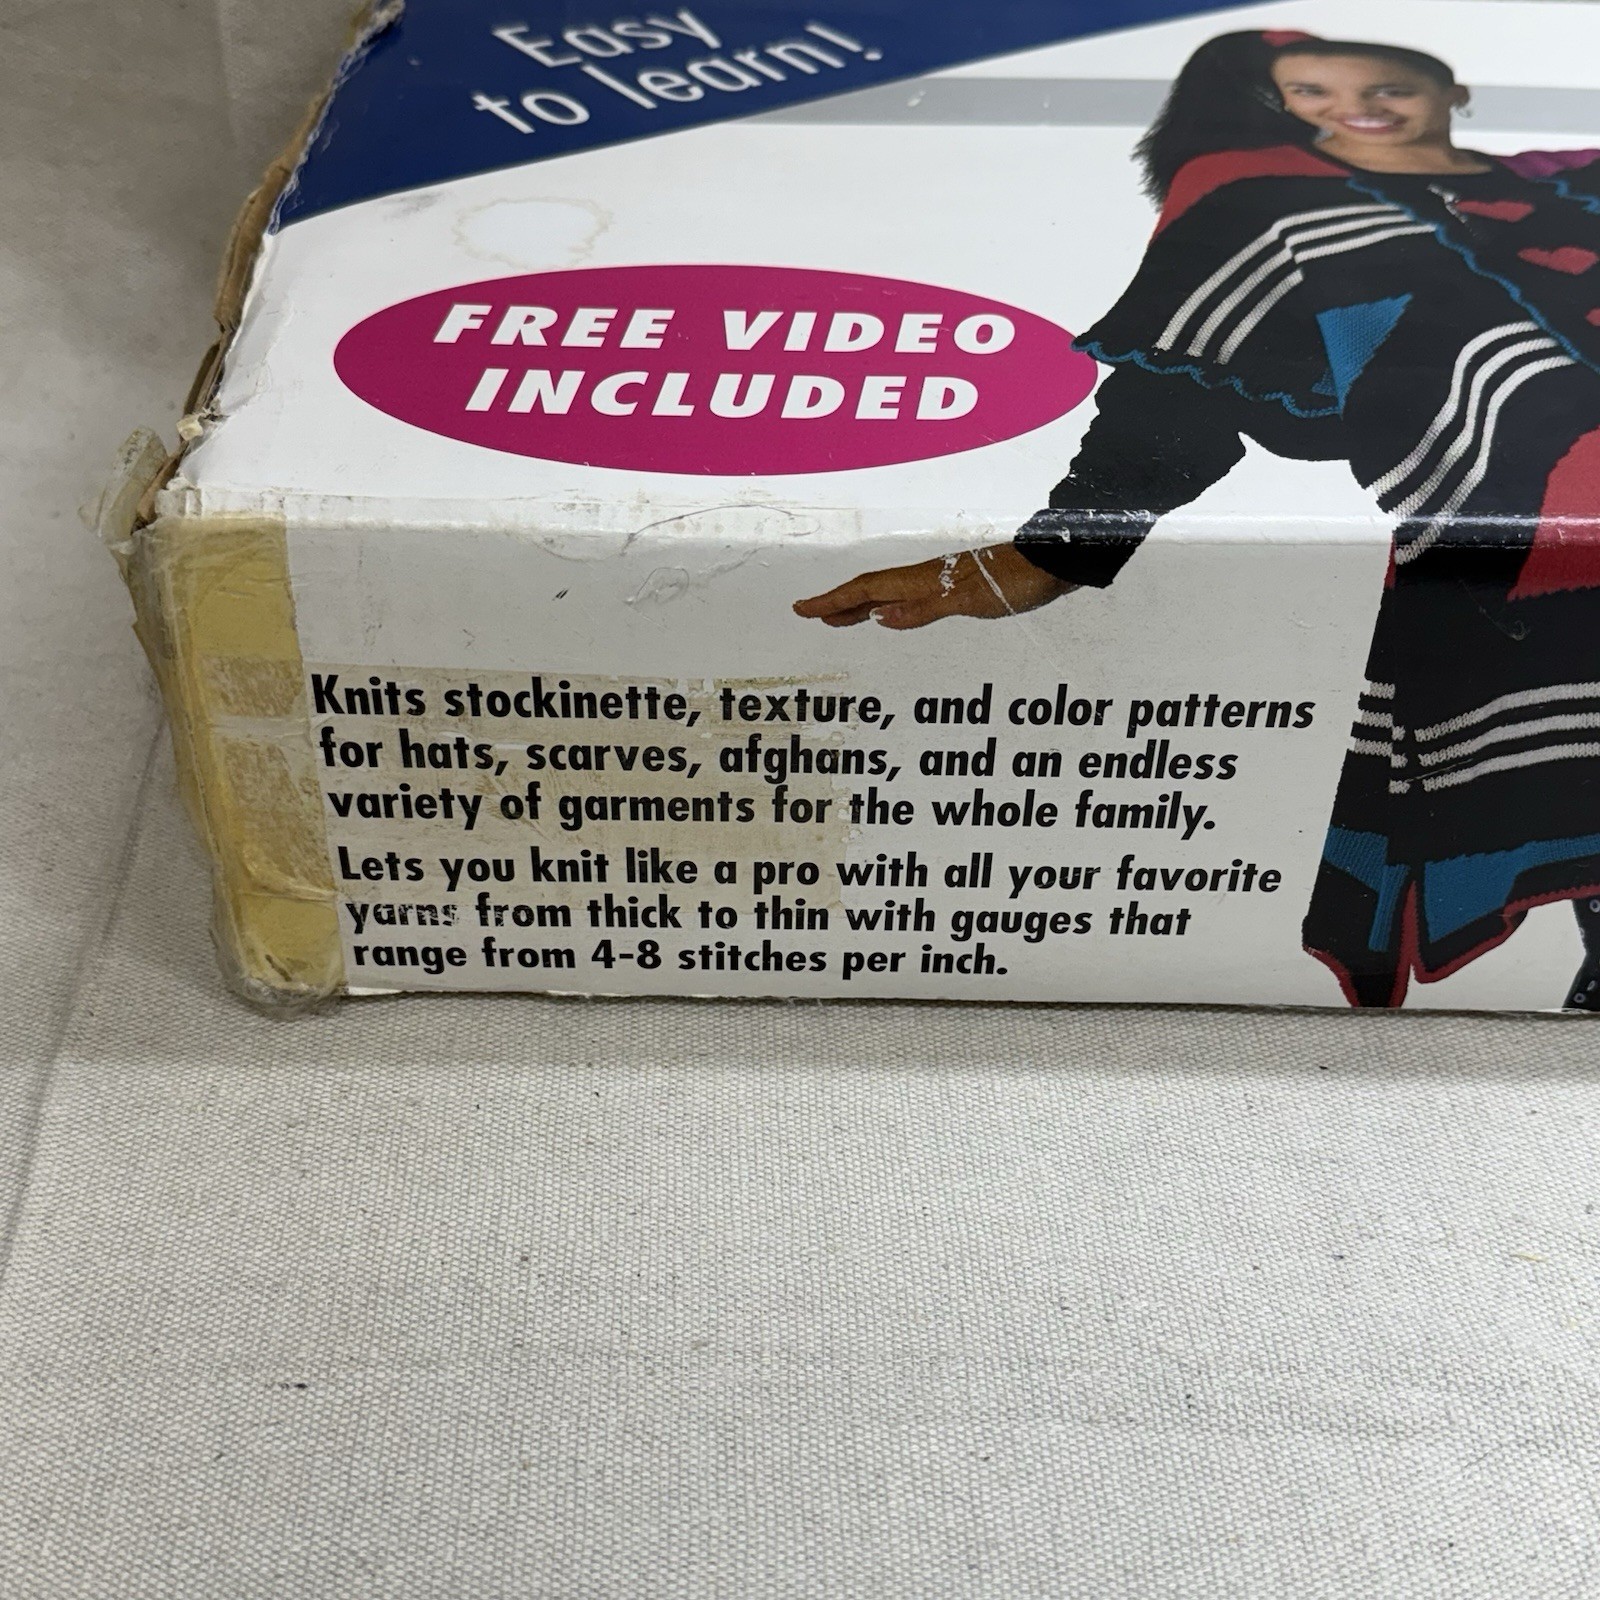 Easy
to learn!
FREE VIDEO
INCLUDED
Knits stockinette, texture, and color patterns
for hats, scarves, afghans, and an endless
variety of garments for the whole family.
Lets you knit like a pro with all your favorite
yarns from thick to thin with gauges that
range from 4-8 stitches per inch.